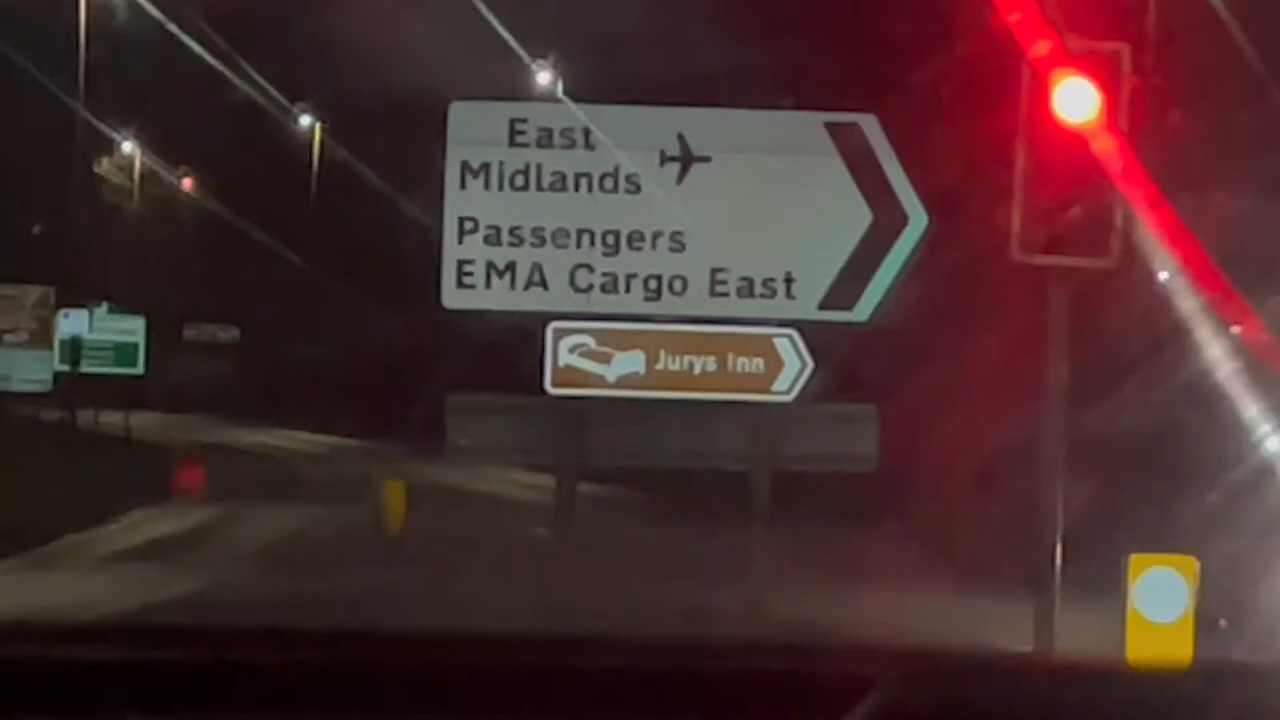 East
Midlands
Passengers
EMA Cargo East
Jurys Inn